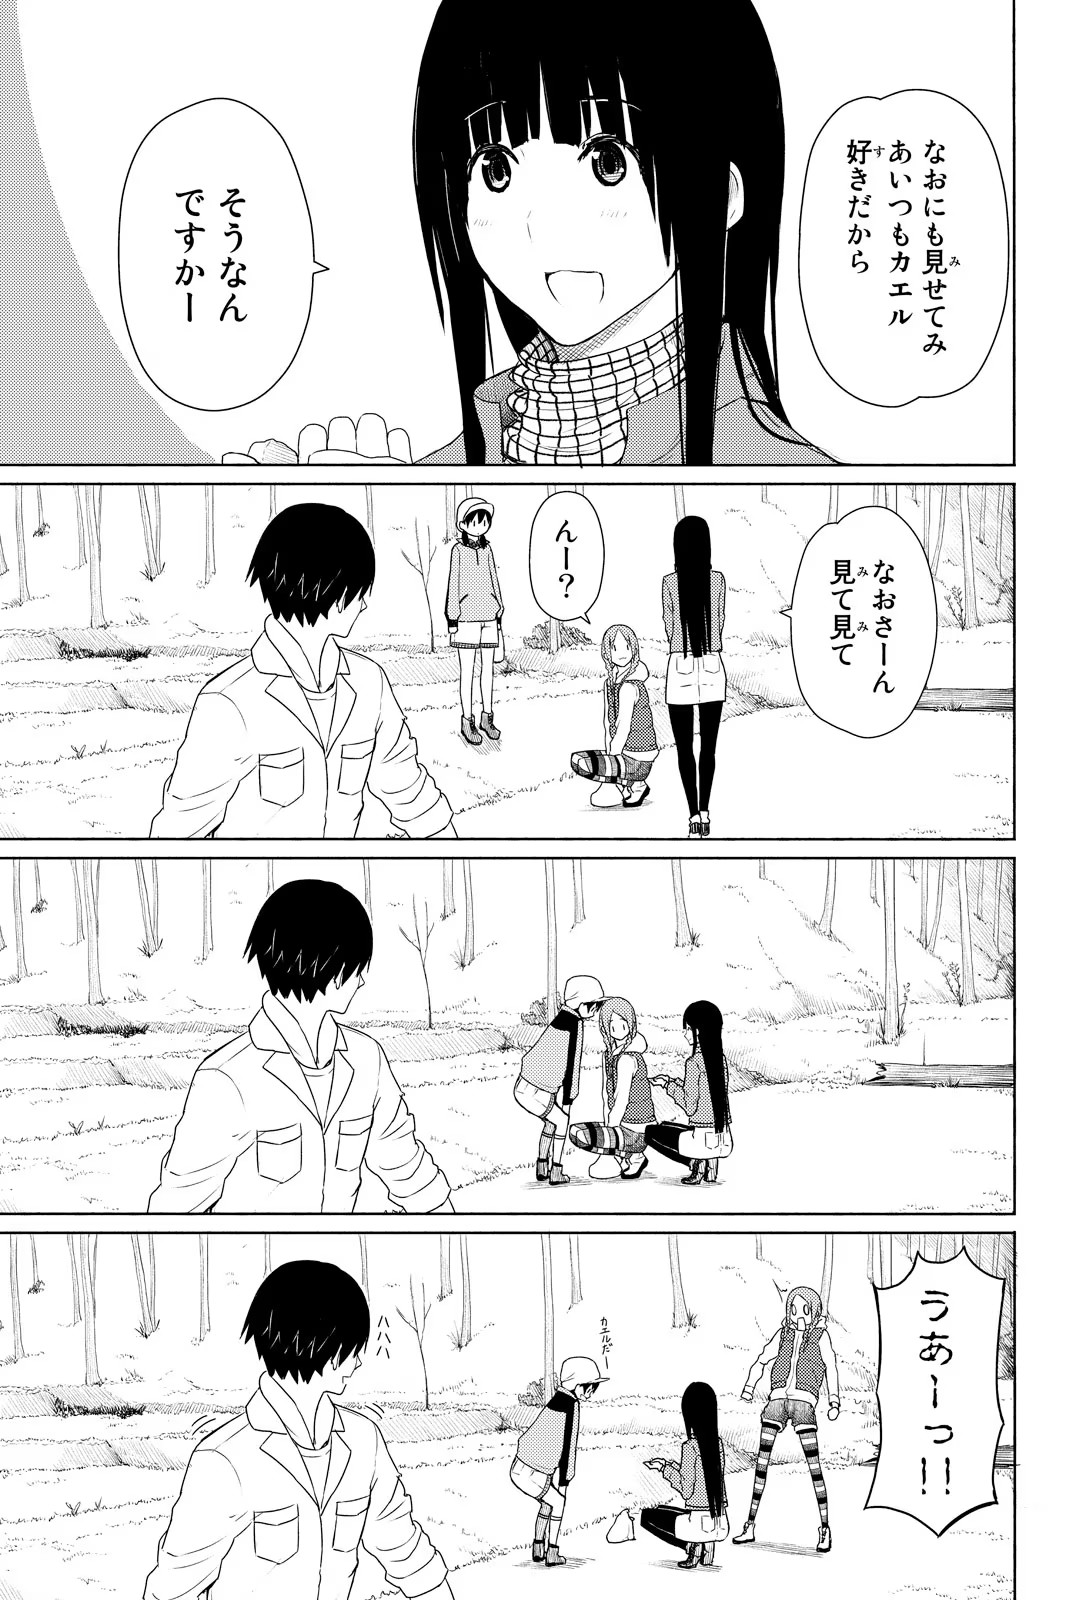 なおにも見せてみ
あいつもカエル
好きだから
そうなん
ですかー
なおさーん
見て見て
んー？
うあーっ!!
カエルだー
ハハハ